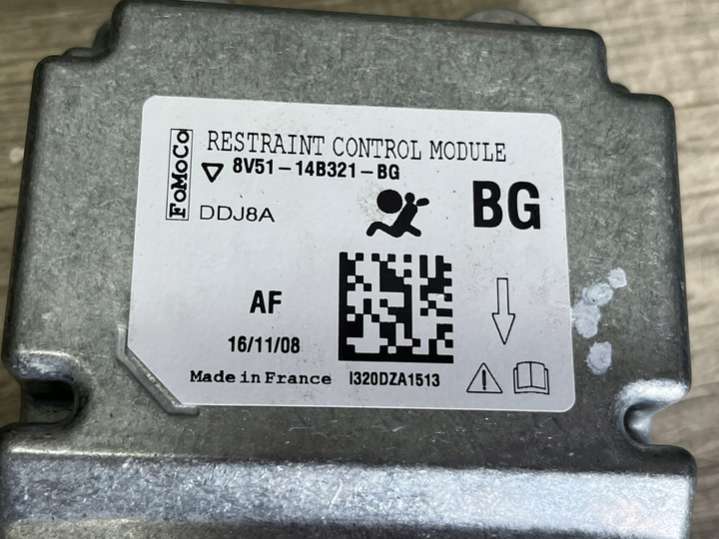 FoMoCo
RESTRAINT CONTROL MODULE
8V51-14B321-BG
DDJ8A
BG
AF
16/11/08
Made in France
I320DZA1513